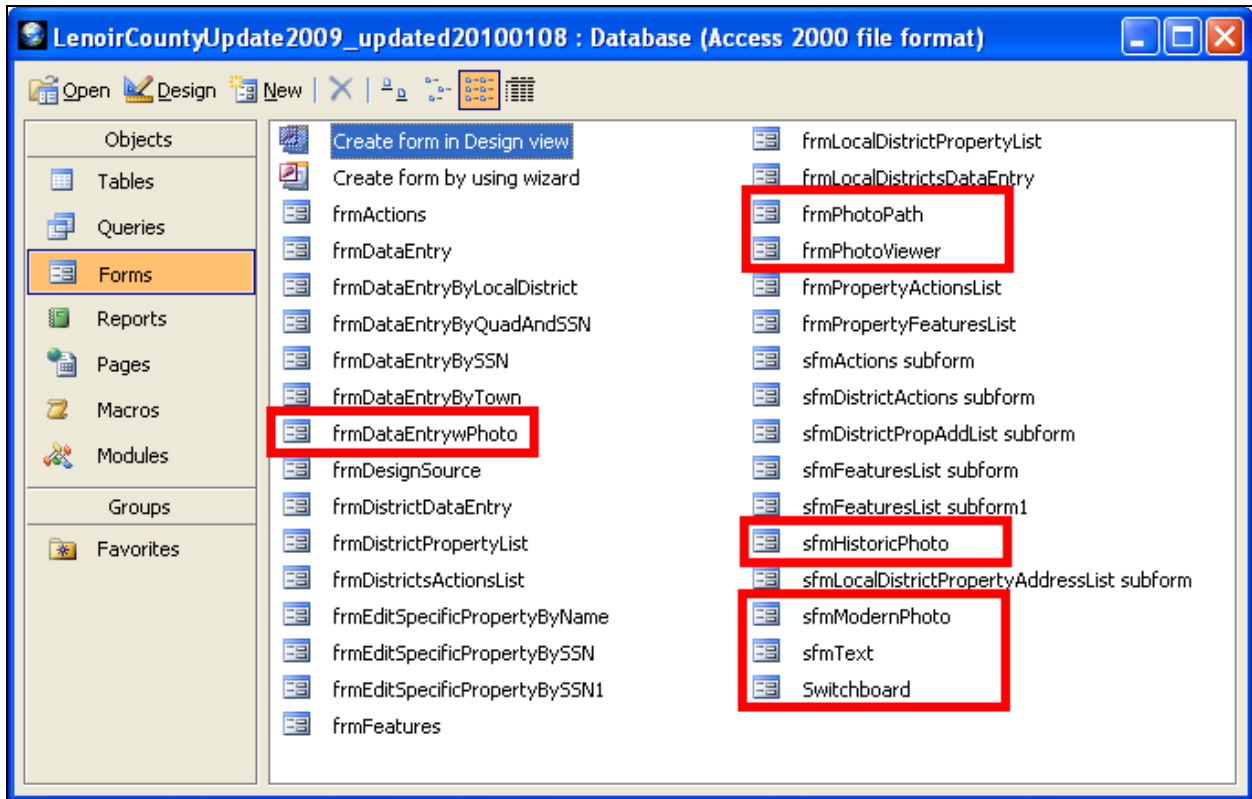 LenoirCountyUpdate2009_updated20100108 : Database (Access 2000 file format)
Open Design New
Objects
Tables
Queries
Forms
Reports
Pages
Macros
Modules
Groups
Favorites
Create form in Design view
Create form by using wizard
frmActions
frmDataEntry
frmDataEntryByLocalDistrict
frmDataEntryByQuadAndSSN
frmDataEntryBySSN
frmDataEntryByTown
frmDataEntrywPhoto
frmDesignSource
frmDistrictDataEntry
frmDistrictPropertyList
frmDistrictsActionsList
frmEditSpecificPropertyByName
frmEditSpecificPropertyBySSN
frmEditSpecificPropertyBySSN1
frmFeatures
frmLocalDistrictPropertyList
frmLocalDistrictsDataEntry
frmPhotoPath
frmPhotoViewer
frmPropertyActionsList
frmPropertyFeaturesList
sfmActions subform
sfmDistrictActions subform
sfmDistrictPropAddList subform
sfmFeaturesList subform
sfmFeaturesList subform1
sfmHistoricPhoto
sfmLocalDistrictPropertyAddressList subform
sfmModernPhoto
sfmText
Switchboard